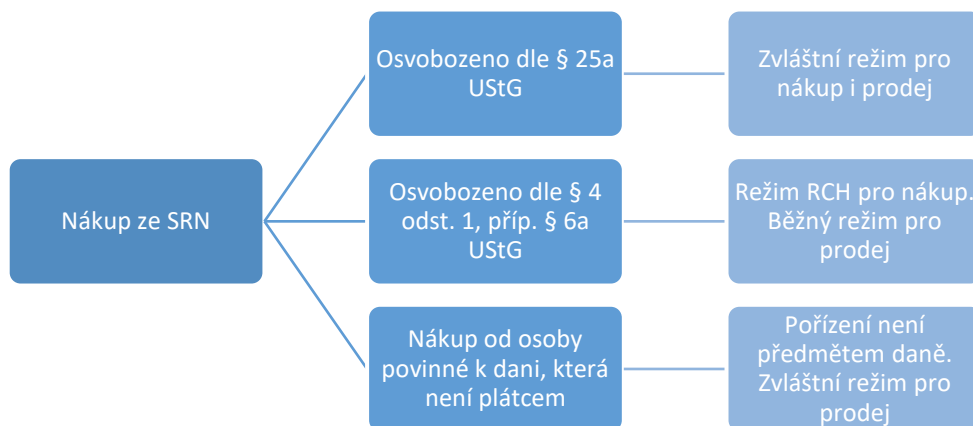 Nákup ze SRN
Osvobozeno dle § 25a
UStG
Zvláštní režim pro
nákup i prodej
Osvobozeno dle § 4
odst. 1, příp. § 6a
UStG
Režim RCH pro nákup.
Běžný režim pro
prodej
Nákup od osoby
povinné k dani, která
není plátcem
Pořízení není
předmětem daně.
Zvláštní režim pro
prodej